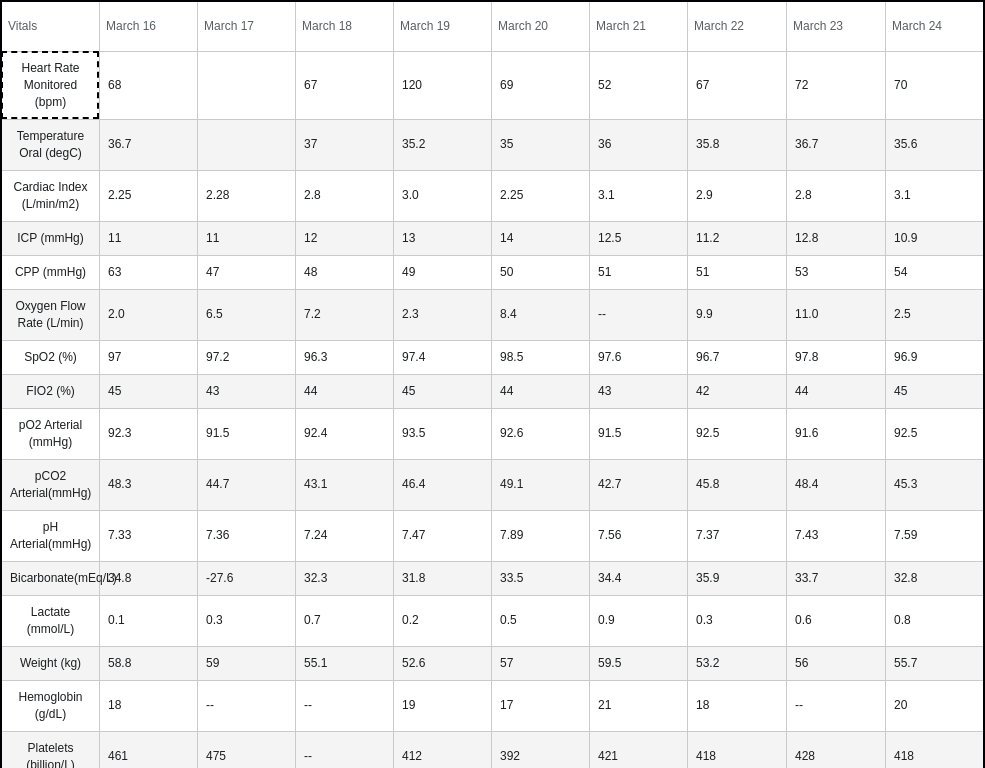 Vitals March 16 March 17 March 18 March 19 March 20 March 21 March 22 March 23 March 24
Heart Rate
Monitored
(bpm)
68 67 120 69 52 67 72 70
Temperature
Oral (degC)
36.7 37 35.2 35 36 35.8 36.7 35.6
Cardiac Index
(L/min/m2)
2.25 2.28 2.8 3.0 2.25 3.1 2.9 2.8 3.1
ICP (mmHg) 11 11 12 13 14 12.5 11.2 12.8 10.9
CPP (mmHg) 63 47 48 49 50 51 51 53 54
Oxygen Flow
Rate (L/min)
2.0 6.5 7.2 2.3 8.4 -- 9.9 11.0 2.5
SpO2 (%) 97 97.2 96.3 97.4 98.5 97.6 96.7 97.8 96.9
FIO2 (%) 45 43 44 45 44 43 42 44 45
pO2 Arterial
(mmHg)
92.3 91.5 92.4 93.5 92.6 91.5 92.5 91.6 92.5
pCO2
Arterial(mmHg)
48.3 44.7 43.1 46.4 49.1 42.7 45.8 48.4 45.3
pH
Arterial(mmHg)
7.33 7.36 7.24 7.47 7.89 7.56 7.37 7.43 7.59
Bicarbonate(mEq/L) 34.8 -27.6 32.3 31.8 33.5 34.4 35.9 33.7 32.8
Lactate
(mmol/L)
0.1 0.3 0.7 0.2 0.5 0.9 0.3 0.6 0.8
Weight (kg) 58.8 59 55.1 52.6 57 59.5 53.2 56 55.7
Hemoglobin
(g/dL)
18 -- -- 19 17 21 18 -- 20
Platelets
(billion/L)
461 475 -- 412 392 421 418 428 418